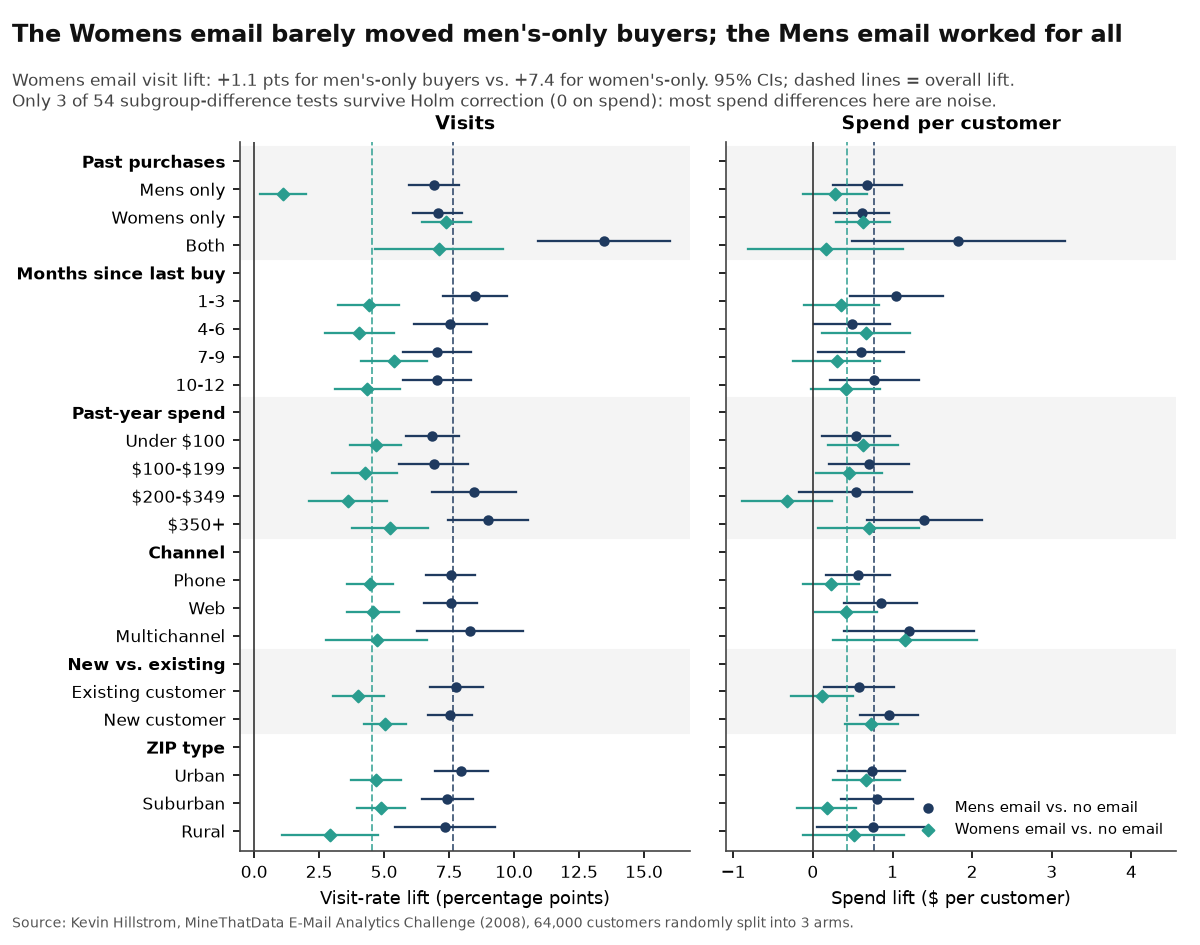 The Womens email barely moved men's-only buyers; the Mens email worked for all
Womens email visit lift: +1.1 pts for men's-only buyers vs. +7.4 for women's-only. 95% CIs; dashed lines = overall lift.
Only 3 of 54 subgroup-difference tests survive Holm correction (0 on spend): most spend differences here are noise.
Visits
Spend per customer
Past purchases
Mens only
Womens only
Both
Months since last buy
1-3
4-6
7-9
10-12
Past-year spend
Under $100
$100-$199
$200-$349
$350+
Channel
Phone
Web
Multichannel
New vs. existing
Existing customer
New customer
ZIP type
Urban
Suburban
Rural
Mens email vs. no email
Womens email vs. no email
0.0 2.5 5.0 7.5 10.0 12.5 15.0
−1 0 1 2 3 4
Visit-rate lift (percentage points)
Spend lift ($ per customer)
Source: Kevin Hillstrom, MineThatData E-Mail Analytics Challenge (2008), 64,000 customers randomly split into 3 arms.